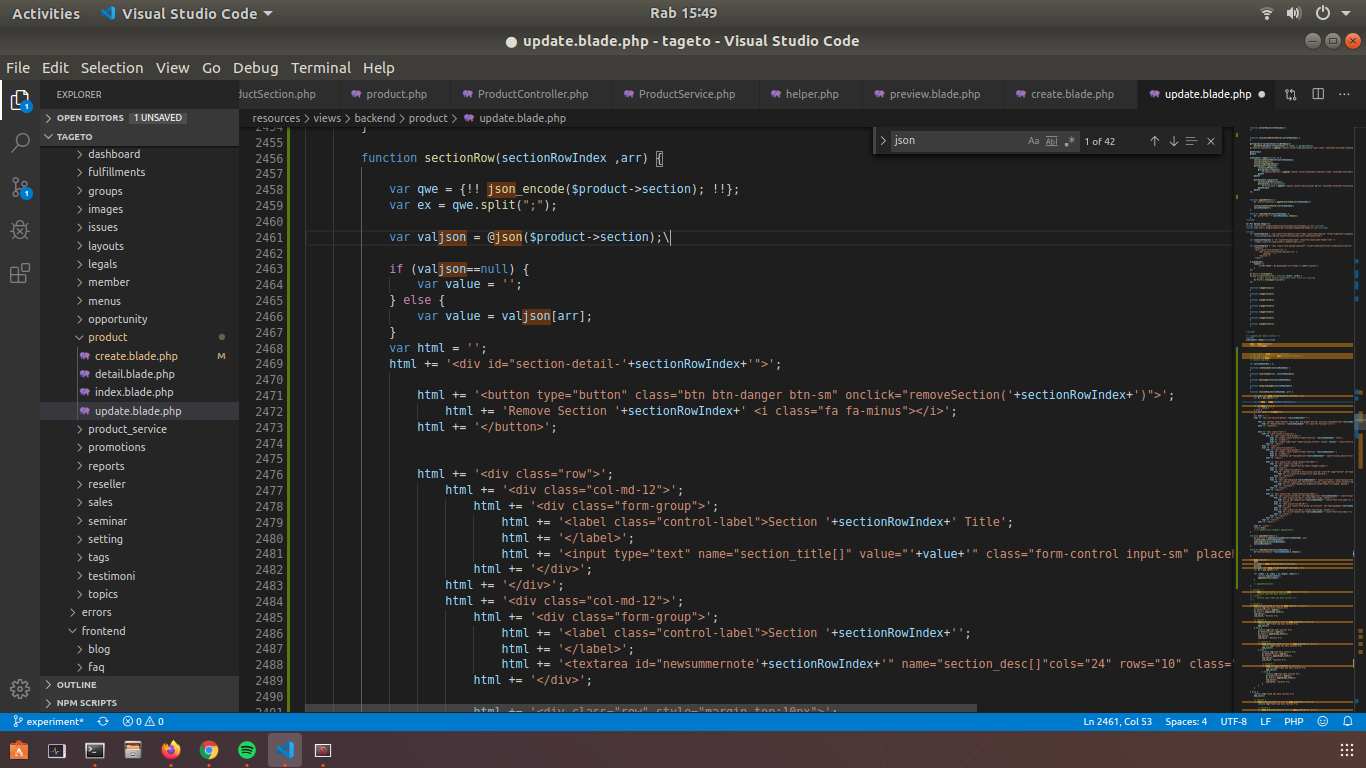 Activities Visual Studio Code Rab 15:49
● update.blade.php - tageto - Visual Studio Code
File Edit Selection View Go Debug Terminal Help
EXPLORER
OPEN EDITORS 1 UNSAVED
TAGETO
dashboard
fulfillments
groups
images
issues
layouts
legals
member
menus
opportunity
product
create.blade.php M
detail.blade.php
index.blade.php
update.blade.php
product_service
promotions
reports
reseller
sales
seminar
setting
tags
testimoni
topics
errors
frontend
blog
faq
OUTLINE
NPM SCRIPTS
ductSection.php product.php ProductController.php ProductService.php helper.php preview.blade.php create.blade.php update.blade.php ●
resources > views > backend > product > update.blade.php
json Aa Abl .* 1 of 42
2454 }
2455
2456 function sectionRow(sectionRowIndex ,arr) {
2457
2458 var qwe = {!! json_encode($product->section); !!};
2459 var ex = qwe.split(";");
2460
2461 var valjson = @json($product->section);\
2462
2463 if (valjson==null) {
2464 var value = '';
2465 } else {
2466 var value = valjson[arr];
2467 }
2468 var html = '';
2469 html += '<div id="section-detail-'+sectionRowIndex+'">';
2470
2471 html += '<button type="button" class="btn btn-danger btn-sm" onclick="removeSection('+sectionRowIndex+')">';
2472 html += 'Remove Section '+sectionRowIndex+' <i class="fa fa-minus"></i>';
2473 html += '</button>';
2474
2475
2476 html += '<div class="row">';
2477 html += '<div class="col-md-12">';
2478 html += '<div class="form-group">';
2479 html += '<label class="control-label">Section '+sectionRowIndex+' Title';
2480 html += '</label>';
2481 html += '<input type="text" name="section_title[]" value="'+value+'" class="form-control input-sm" placeh
2482 html += '</div>';
2483 html += '</div>';
2484 html += '<div class="col-md-12">';
2485 html += '<div class="form-group">';
2486 html += '<label class="control-label">Section '+sectionRowIndex+'';
2487 html += '</label>';
2488 html += '<textarea id="newsummernote'+sectionRowIndex+'" name="section_desc[]"cols="24" rows="10" class=
2489 html += '</div>';
2490
2491 html += '<div class="row" style="margin-top:10px">';
experiment* 0 0 Ln 2461, Col 53 Spaces: 4 UTF-8 LF PHP